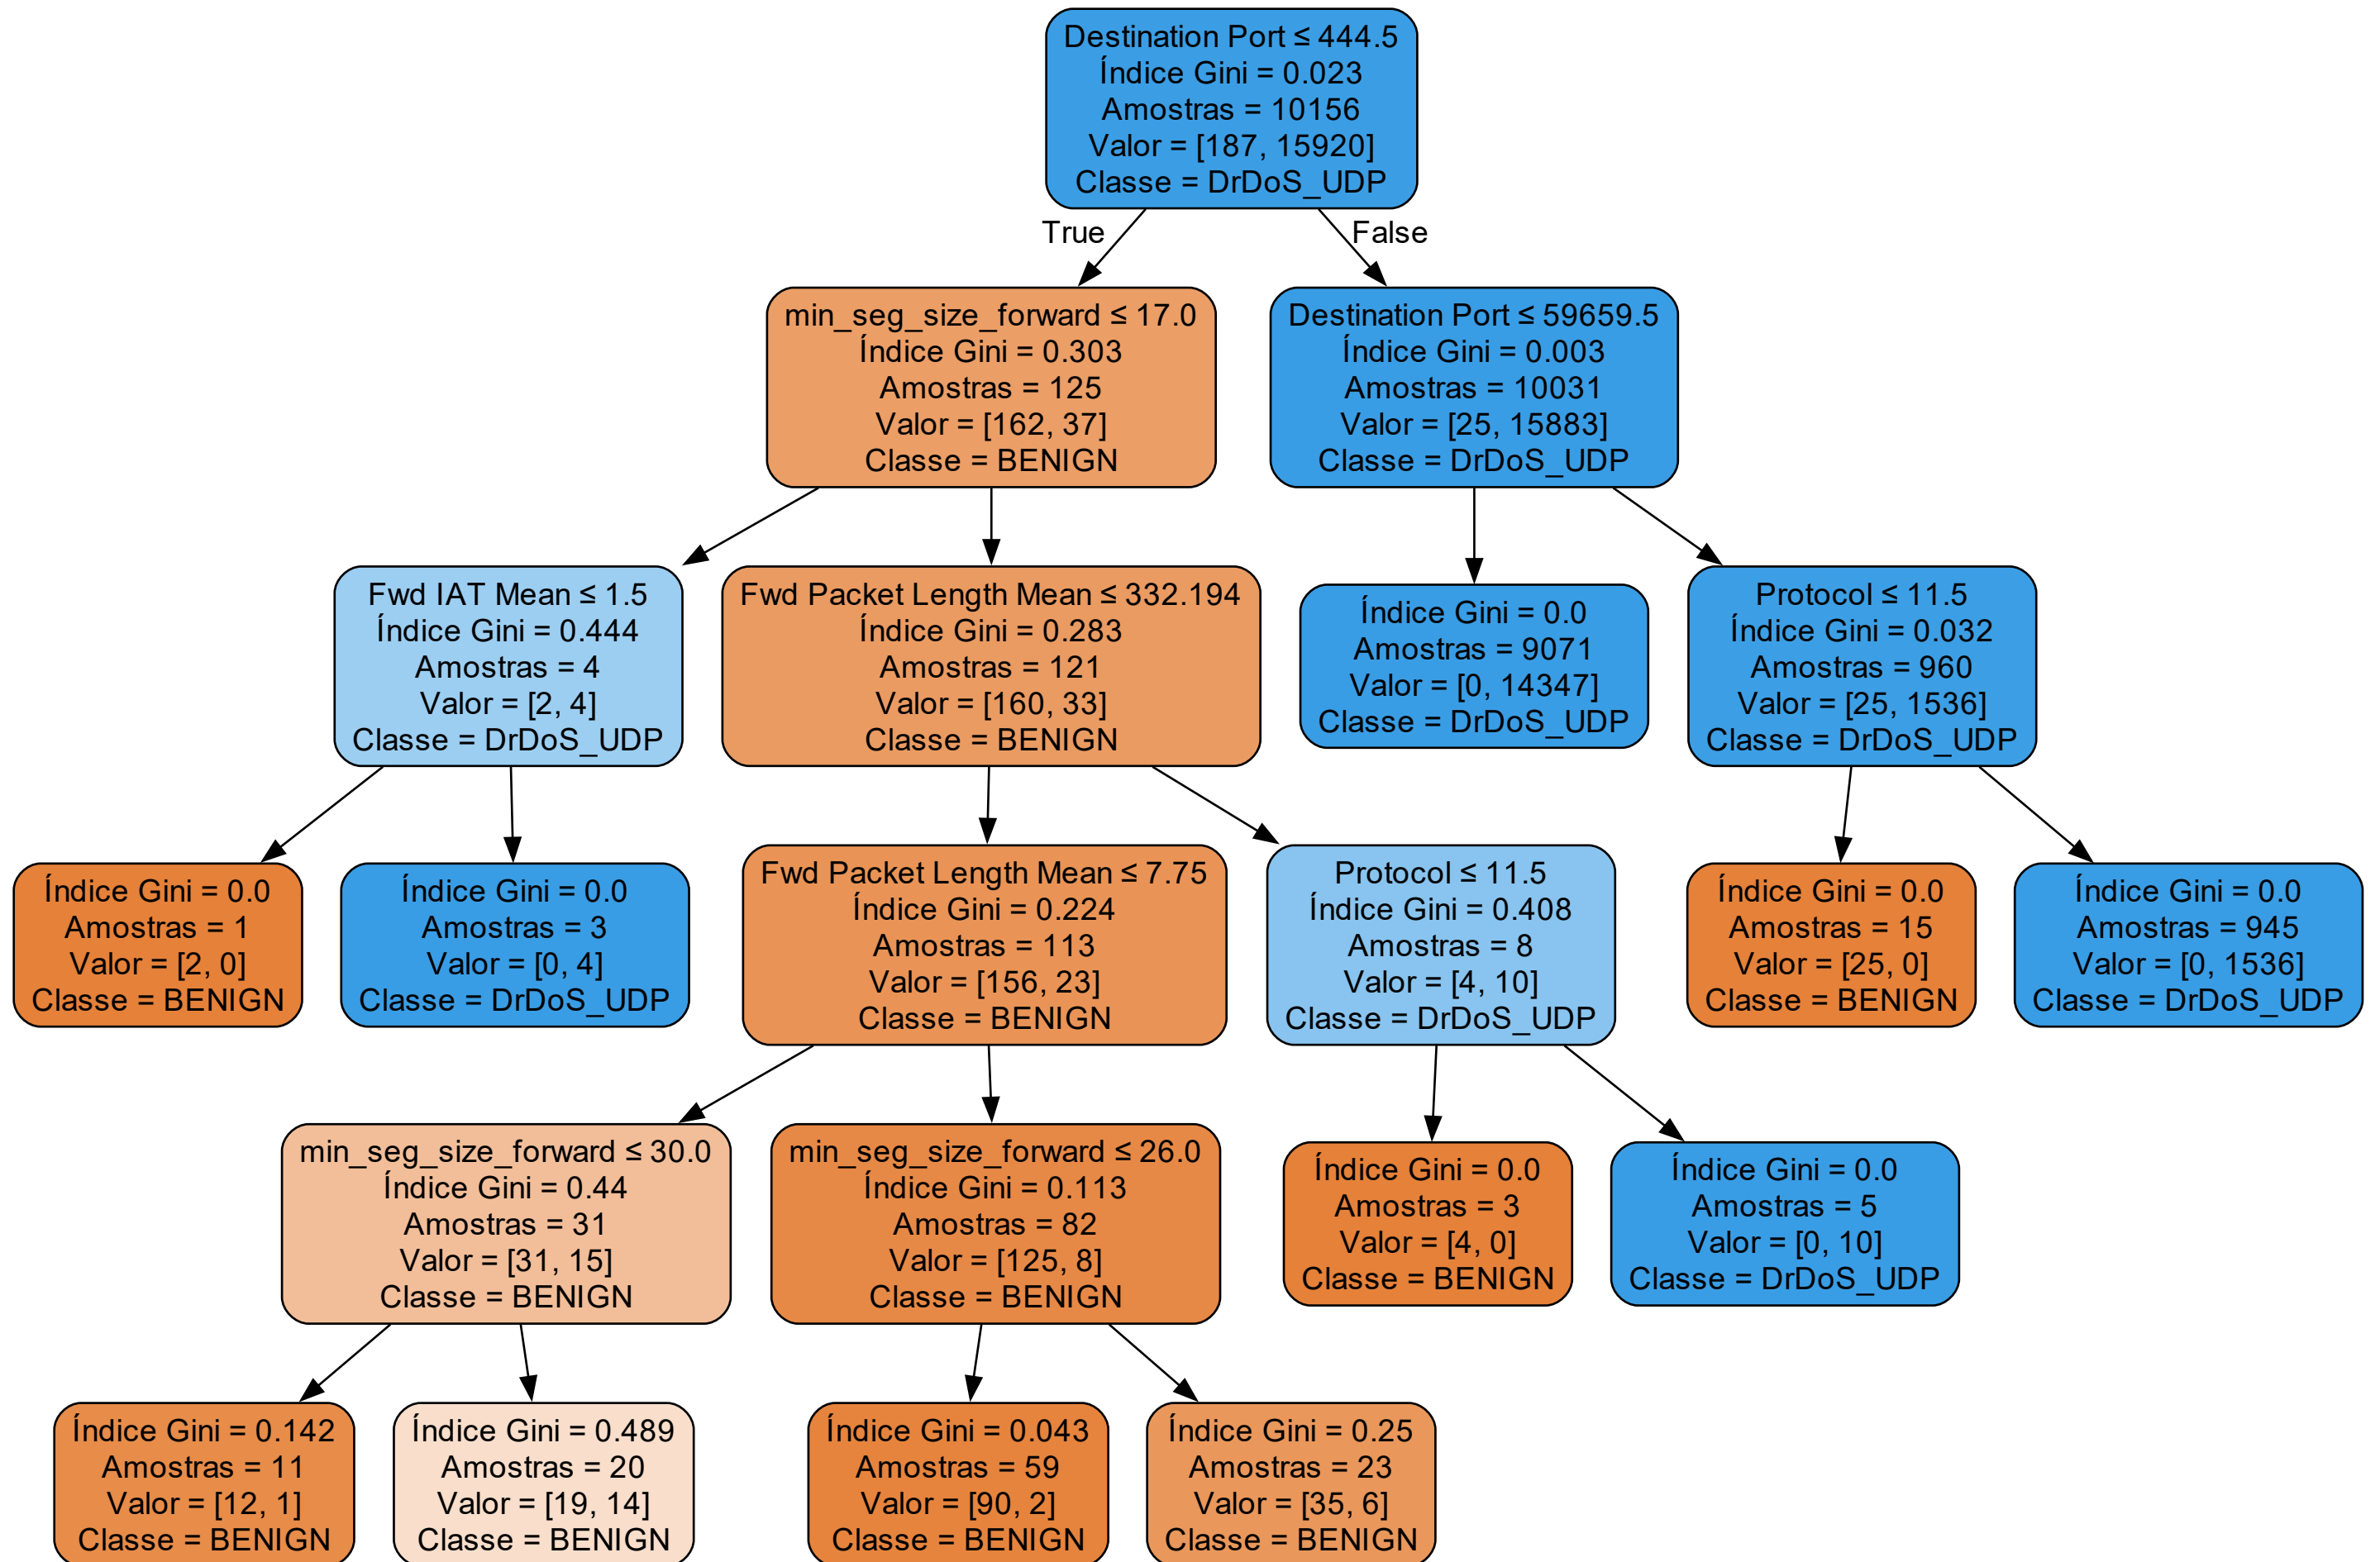 Destination Port ≤ 444.5
Índice Gini = 0.023
Amostras = 10156
Valor = [187, 15920]
Classe = DrDoS_UDP
True
False
min_seg_size_forward ≤ 17.0
Índice Gini = 0.303
Amostras = 125
Valor = [162, 37]
Classe = BENIGN
Destination Port ≤ 59659.5
Índice Gini = 0.003
Amostras = 10031
Valor = [25, 15883]
Classe = DrDoS_UDP
Fwd IAT Mean ≤ 1.5
Índice Gini = 0.444
Amostras = 4
Valor = [2, 4]
Classe = DrDoS_UDP
Fwd Packet Length Mean ≤ 332.194
Índice Gini = 0.283
Amostras = 121
Valor = [160, 33]
Classe = BENIGN
Índice Gini = 0.0
Amostras = 9071
Valor = [0, 14347]
Classe = DrDoS_UDP
Protocol ≤ 11.5
Índice Gini = 0.032
Amostras = 960
Valor = [25, 1536]
Classe = DrDoS_UDP
Índice Gini = 0.0
Amostras = 1
Valor = [2, 0]
Classe = BENIGN
Índice Gini = 0.0
Amostras = 3
Valor = [0, 4]
Classe = DrDoS_UDP
Fwd Packet Length Mean ≤ 7.75
Índice Gini = 0.224
Amostras = 113
Valor = [156, 23]
Classe = BENIGN
Protocol ≤ 11.5
Índice Gini = 0.408
Amostras = 8
Valor = [4, 10]
Classe = DrDoS_UDP
Índice Gini = 0.0
Amostras = 15
Valor = [25, 0]
Classe = BENIGN
Índice Gini = 0.0
Amostras = 945
Valor = [0, 1536]
Classe = DrDoS_UDP
min_seg_size_forward ≤ 30.0
Índice Gini = 0.44
Amostras = 31
Valor = [31, 15]
Classe = BENIGN
min_seg_size_forward ≤ 26.0
Índice Gini = 0.113
Amostras = 82
Valor = [125, 8]
Classe = BENIGN
Índice Gini = 0.0
Amostras = 3
Valor = [4, 0]
Classe = BENIGN
Índice Gini = 0.0
Amostras = 5
Valor = [0, 10]
Classe = DrDoS_UDP
Índice Gini = 0.142
Amostras = 11
Valor = [12, 1]
Classe = BENIGN
Índice Gini = 0.489
Amostras = 20
Valor = [19, 14]
Classe = BENIGN
Índice Gini = 0.043
Amostras = 59
Valor = [90, 2]
Classe = BENIGN
Índice Gini = 0.25
Amostras = 23
Valor = [35, 6]
Classe = BENIGN